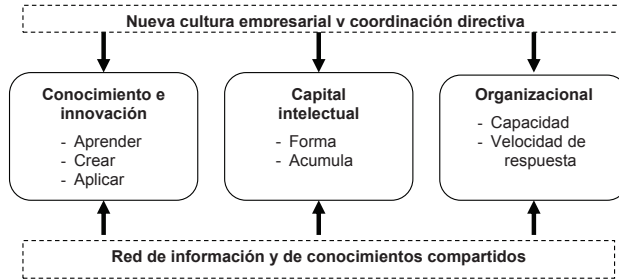 Nueva cultura empresarial y coordinación directiva
Conocimiento e
innovación
- Aprender
- Crear
- Aplicar
Capital
intelectual
- Forma
- Acumula
Organizacional
- Capacidad
- Velocidad de
respuesta
Red de información y de conocimientos compartidos